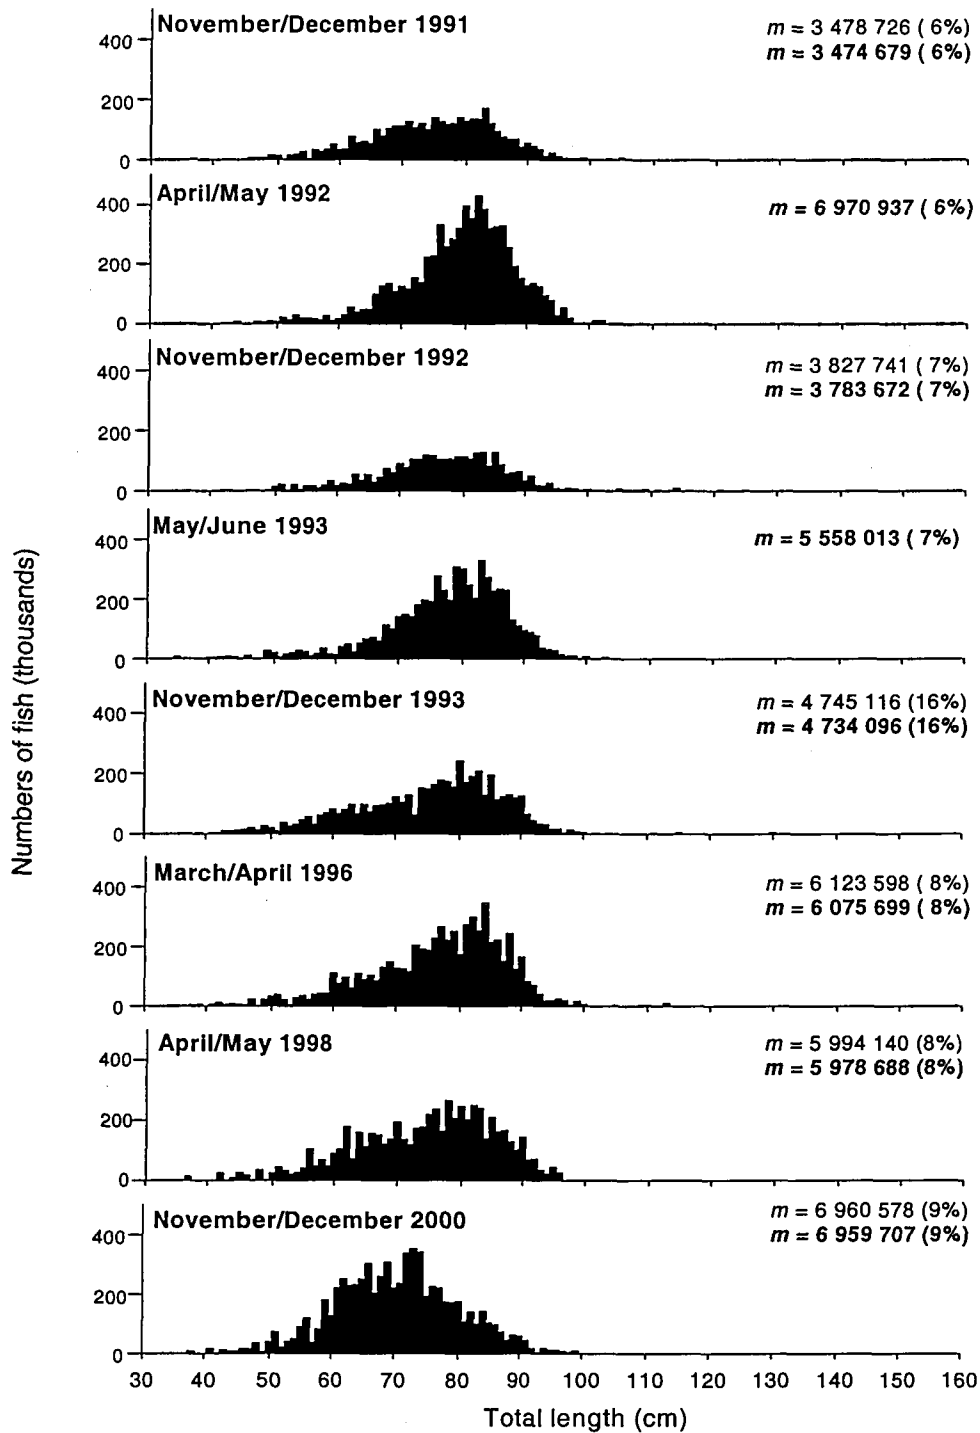 November/December 1991
m = 3 478 726 ( 6%)
m = 3 474 679 ( 6%)
400
200
0
April/May 1992
m = 6 970 937 ( 6%)
400
200
0
November/December 1992
m = 3 827 741 ( 7%)
m = 3 783 672 ( 7%)
400
200
0
May/June 1993
m = 5 558 013 ( 7%)
400
200
0
November/December 1993
m = 4 745 116 (16%)
m = 4 734 096 (16%)
400
200
0
March/April 1996
m = 6 123 598 ( 8%)
m = 6 075 699 ( 8%)
400
200
0
April/May 1998
m = 5 994 140 (8%)
m = 5 978 688 (8%)
400
200
0
November/December 2000
m = 6 960 578 (9%)
m = 6 959 707 (9%)
400
200
0
30 40 50 60 70 80 90 100 110 120 130 140 150 160
Total length (cm)
Numbers of fish (thousands)